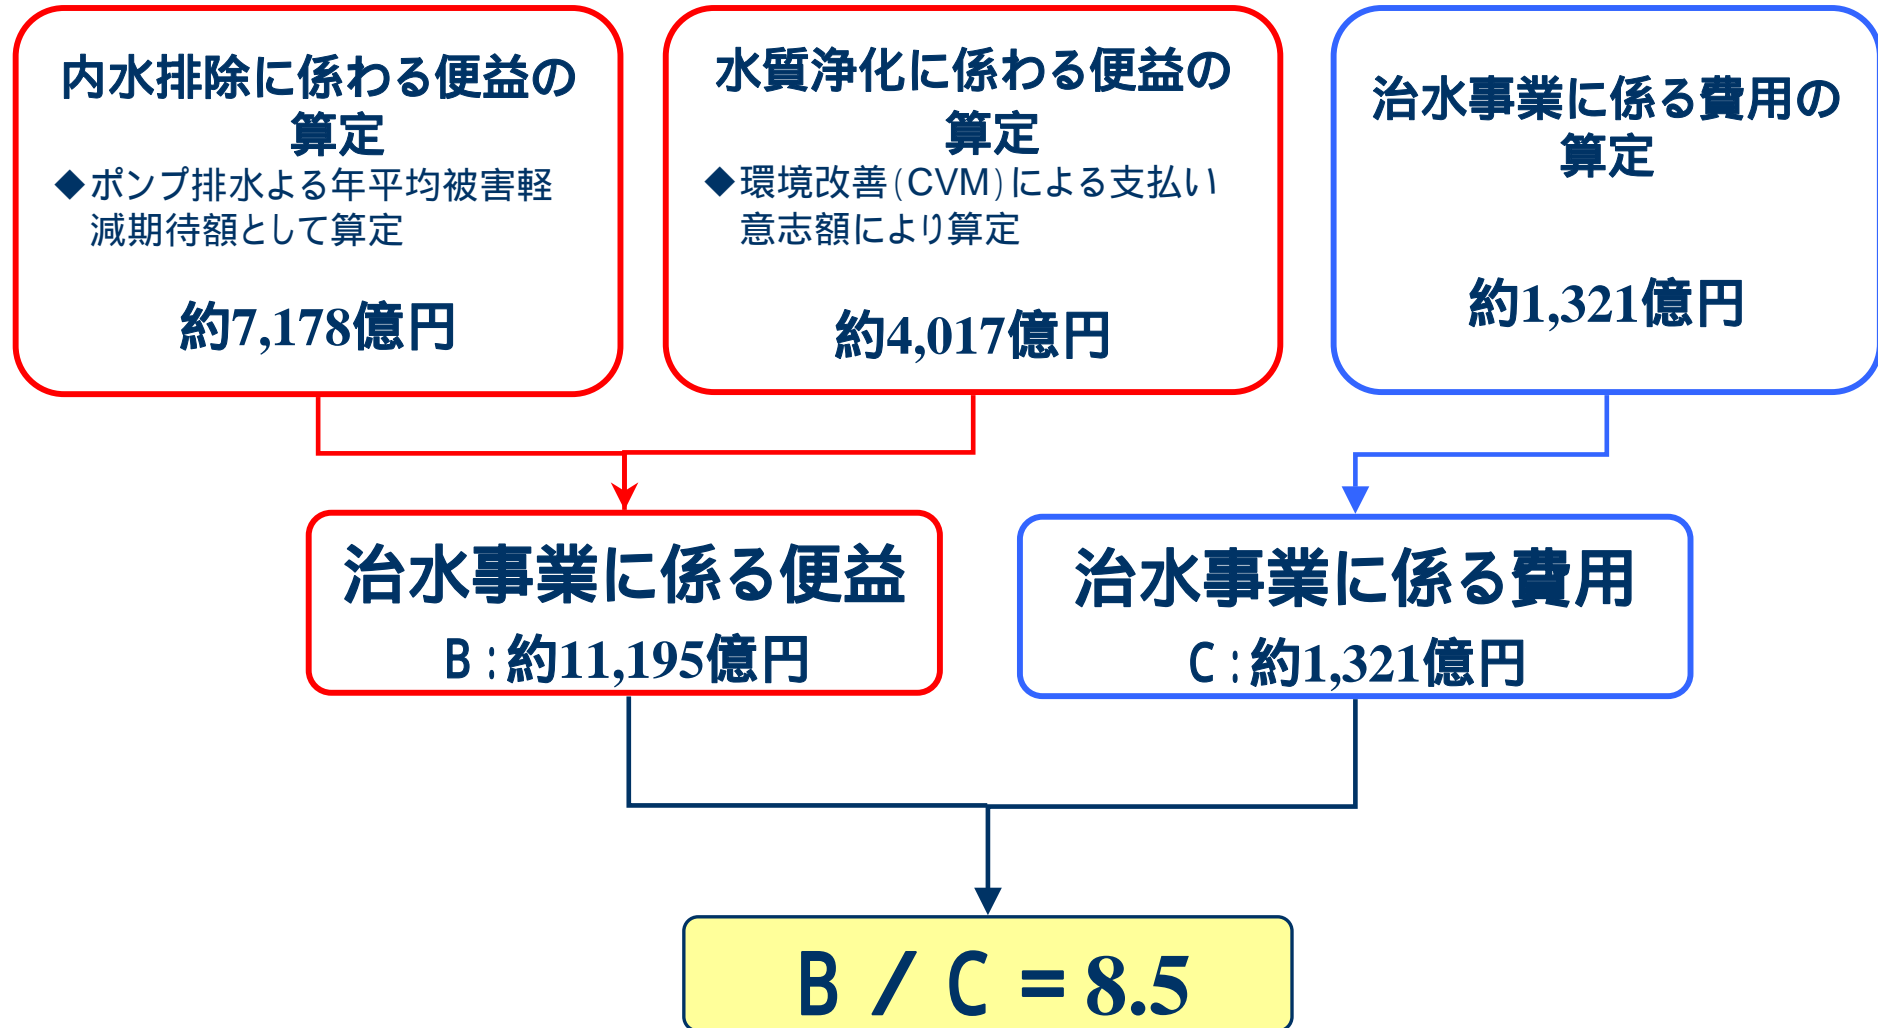 内水排除に係わる便益の
算定
◆ポンプ排水よる年平均被害軽
減期待額として算定
約7,178億円
水質浄化に係わる便益の
算定
◆環境改善(CVM)による支払い
意志額により算定
約4,017億円
治水事業に係る費用の
算定
約1,321億円
治水事業に係る便益
B:約11,195億円
治水事業に係る費用
C:約1,321億円
B/C=8.5